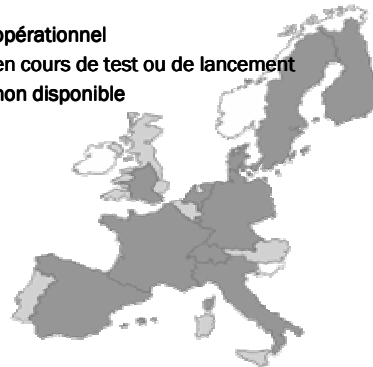 opérationnel
en cours de test ou de lancement
non disponible